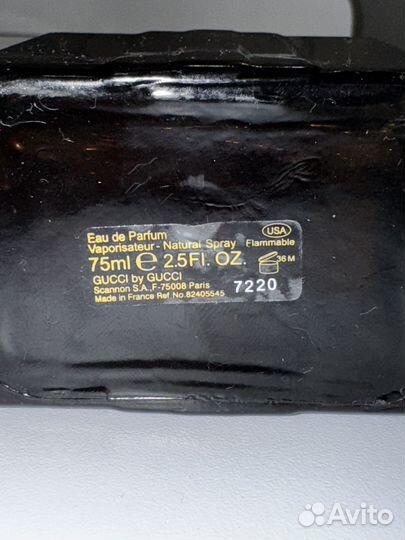 Eau de Parfum
USA
Vaporisateur - Natural Spray Flammable
75ml ℮ 2.5Fl. OZ. 36 M
GUCCI by GUCCI
Scannon S.A.,F-75008 Paris 7220
Made in France Ref No.82405545
Avito